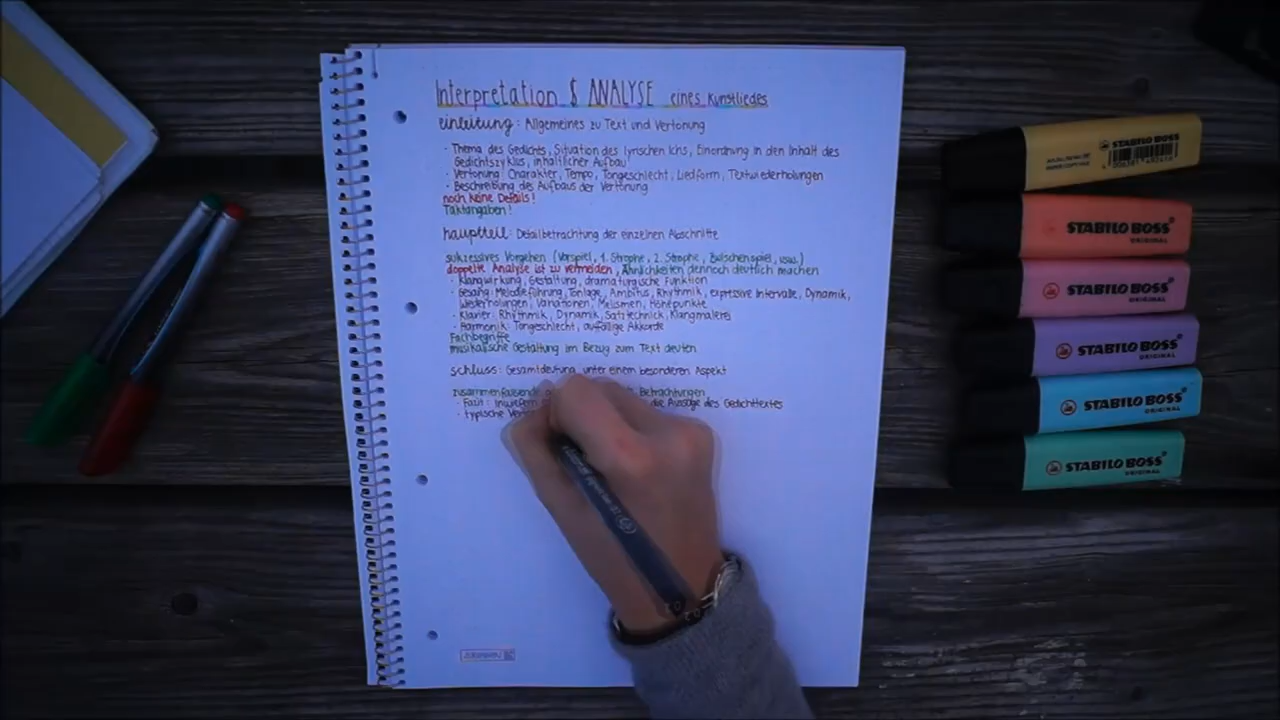 Interpretation & ANALYSE eines Kunstliedes
einleitung: Allgemeines zu Text und Vertonung
· Thema des Gedichts, Situation des lyrischen Ichs, Einordnung in den Inhalt des
Gedichtszyklus, inhaltlicher Aufbau
· Vertonung: Charakter, Tempo, Tongeschlecht, Liedform, Textwiederholungen
· Beschreibung des Aufbaus der Vertonung
noch keine Details!
Taktangaben!
hauptteil: Detailbetrachtung der einzelnen Abschnitte
sukzessives Vorgehen (Vorspiel, 1. Strophe, 2. Strophe, Zwischenspiel, usw.)
doppelte Analyse ist zu vermeiden, Ähnlichkeiten dennoch deutlich machen
· Klangwirkung, Gestaltung, dramaturgische Funktion
· Gesang: Melodieführung, Tonlage, Ambitus, Rhythmik, expressive Intervalle, Dynamik,
Wiederholungen, Variationen, Melismen, Höhepunkte
· Klavier: Rhythmik, Dynamik, Satztechnick, Klangmalerei
· Harmonik: Tongeschlecht, auffällige Akkorde
Fachbegriffe
musikalische Gestaltung im Bezug zum Text deuten
schluss: Gesamtdeutung unter einem besonderen Aspekt
zusammenfassende Betrachtungen
· Fazit: inwiefern die Aussage des Gedichttextes
· typische
STABILO BOSS
ORIGINAL
STABILO BOSS
ORIGINAL
STABILO BOSS
ORIGINAL
STABILO BOSS
ORIGINAL
STABILO BOSS
ORIGINAL
STABILO BOSS
ORIGINAL